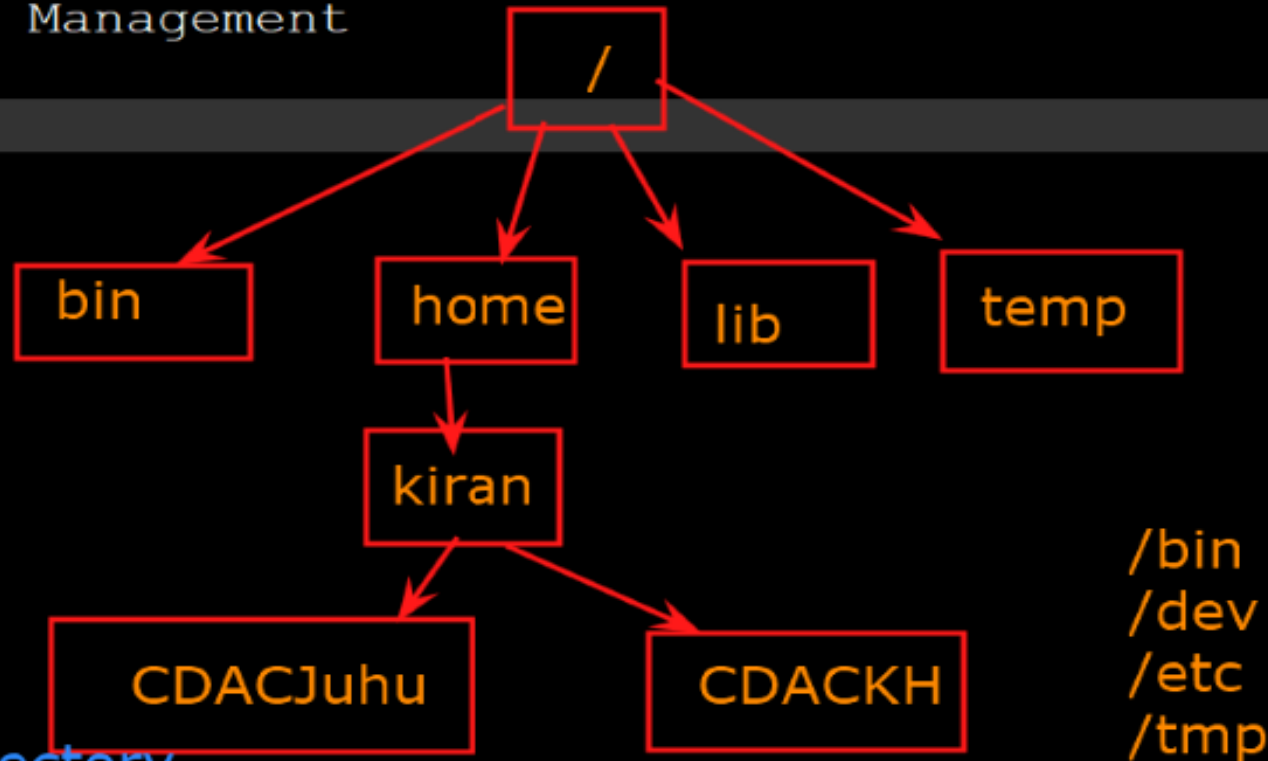 Management
/
bin
home
lib
temp
kiran
CDACJuhu
CDACKH
/bin
/dev
/etc
/tmp